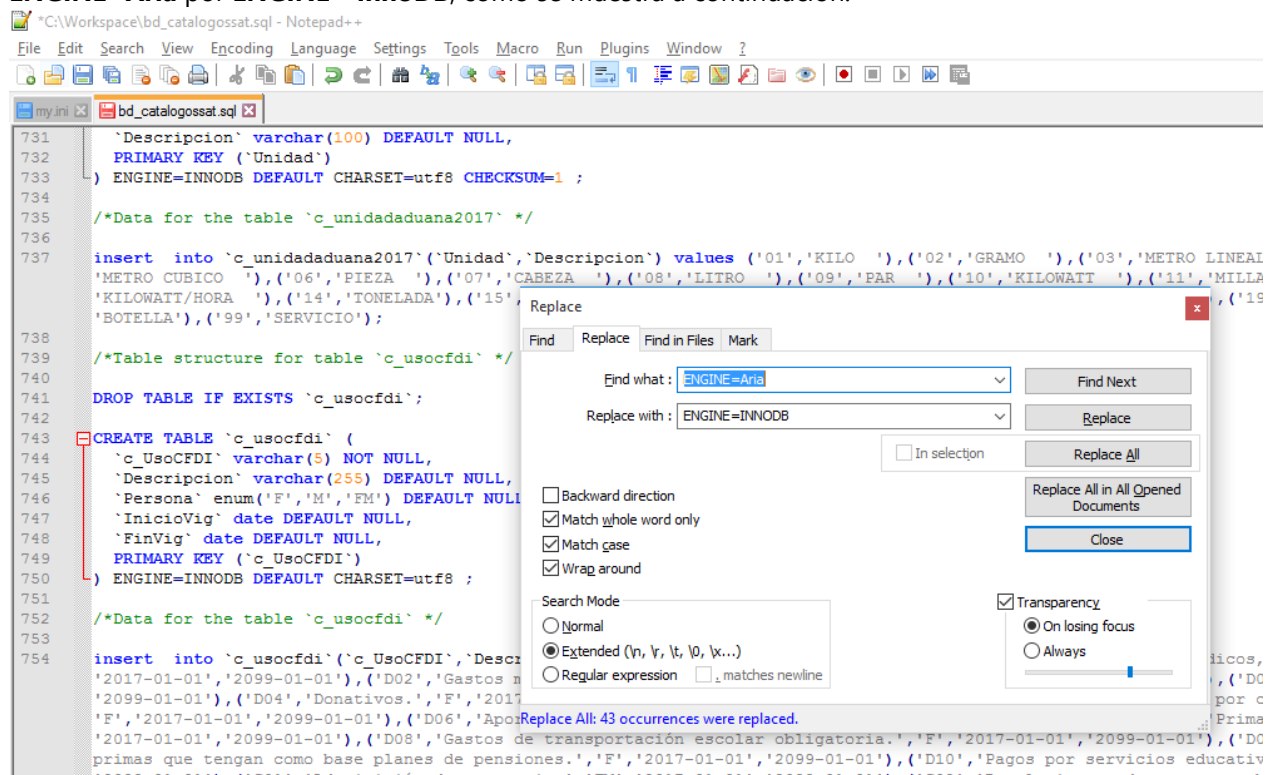 *C:\Workspace\bd_catalogossat.sql - Notepad++
File Edit Search View Encoding Language Settings Tools Macro Run Plugins Window ?
my.ini bd_catalogossat.sql
731 `Descripcion` varchar(100) DEFAULT NULL,
732 PRIMARY KEY (`Unidad`)
733 ) ENGINE=INNODB DEFAULT CHARSET=utf8 CHECKSUM=1 ;
734
735 /*Data for the table `c_unidadaduana2017` */
736
737 insert into `c_unidadaduana2017`(`Unidad`,`Descripcion`) values ('01','KILO '),('02','GRAMO '),('03','METRO LINEAL
'METRO CUBICO '),('06','PIEZA '),('07','CABEZA '),('08','LITRO '),('09','PAR '),('10','KILOWATT '),('11','MILLA
'KILOWATT/HORA '),('14','TONELADA'),('15', ,('19
'BOTELLA'),('99','SERVICIO');
738
739 /*Table structure for table `c_usocfdi` */
740
741 DROP TABLE IF EXISTS `c_usocfdi`;
742
743 CREATE TABLE `c_usocfdi` (
744 `c_UsoCFDI` varchar(5) NOT NULL,
745 `Descripcion` varchar(255) DEFAULT NULL,
746 `Persona` enum('F','M','FM') DEFAULT NULL
747 `InicioVig` date DEFAULT NULL,
748 `FinVig` date DEFAULT NULL,
749 PRIMARY KEY (`c_UsoCFDI`)
750 ) ENGINE=INNODB DEFAULT CHARSET=utf8 ;
751
752 /*Data for the table `c_usocfdi` */
753
754 insert into `c_usocfdi`(`c_UsoCFDI`,`Descr icos,
'2017-01-01','2099-01-01'),('D02','Gastos m ,('D0
'2099-01-01'),('D04','Donativos.','F','2017 por c
'F','2017-01-01','2099-01-01'),('D06','Apor 'Prima
'2017-01-01','2099-01-01'),('D08','Gastos de transportación escolar obligatoria.','F','2017-01-01','2099-01-01'),('D0
primas que tengan como base planes de pensiones.','F','2017-01-01','2099-01-01'),('D10','Pagos por servicios educativ
Replace
x
Find Replace Find in Files Mark
Find what : ENGINE=Aria
Find Next
Replace with : ENGINE=INNODB
Replace
In selection
Replace All
Replace All in All Opened
Documents
Close
Backward direction
Match whole word only
Match case
Wrap around
Search Mode
Normal
Extended (\n, \r, \t, \0, \x...)
Regular expression . matches newline
Transparency
On losing focus
Always
Replace All: 43 occurrences were replaced.